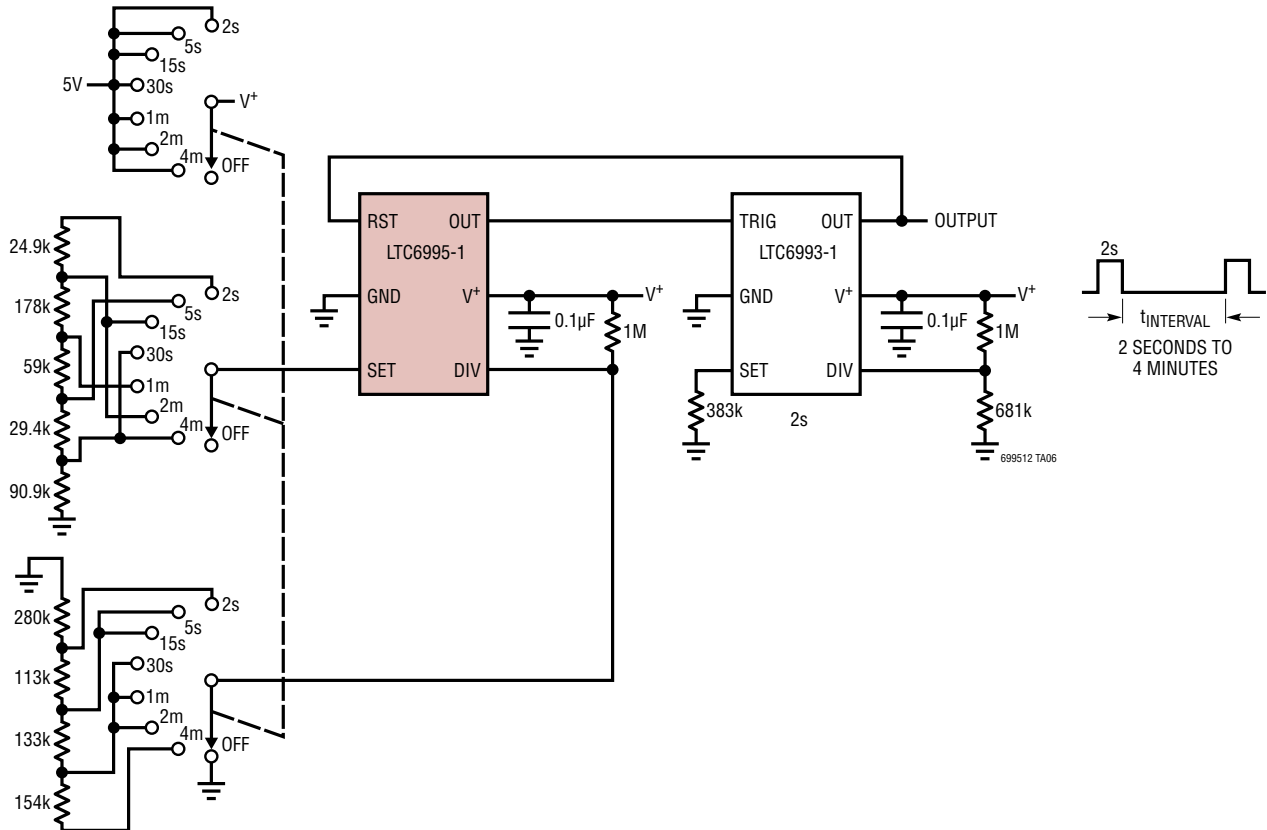 2s
5s
15s
5V
30s
V+
1m
2m
4m
OFF
24.9k
178k
59k
29.4k
90.9k
2s
5s
15s
30s
1m
2m
4m
OFF
280k
113k
133k
154k
2s
5s
15s
30s
1m
2m
4m
OFF
RST
OUT
LTC6995-1
GND
V+
SET
DIV
0.1µF
1M
V+
TRIG
OUT
LTC6993-1
GND
V+
SET
DIV
383k
2s
0.1µF
1M
V+
681k
OUTPUT
699512 TA06
2s
tINTERVAL
2 SECONDS TO
4 MINUTES